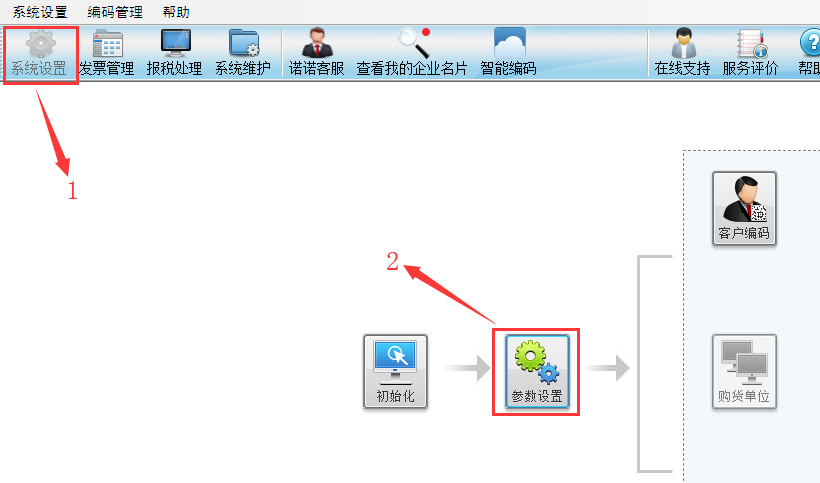 系统设置 编码管理 帮助
系统设置 发票管理 报税处理 系统维护 诺诺客服 查看我的企业名片 智能编码 在线支持 服务评价 帮助
1
客户编码
2
初始化 参数设置 购货单位